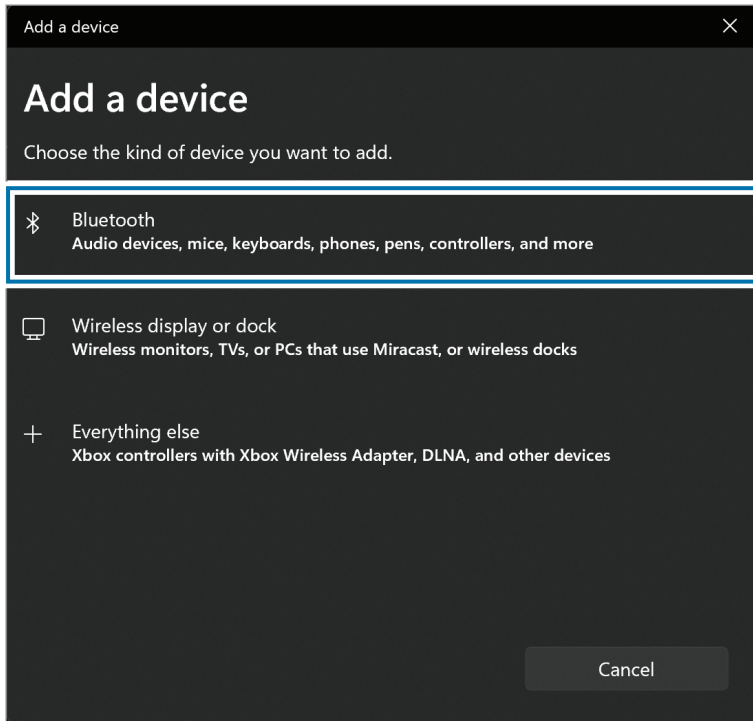 Add a device
Add a device
Choose the kind of device you want to add.
Bluetooth
Audio devices, mice, keyboards, phones, pens, controllers, and more
Wireless display or dock
Wireless monitors, TVs, or PCs that use Miracast, or wireless docks
Everything else
Xbox controllers with Xbox Wireless Adapter, DLNA, and other devices
Cancel